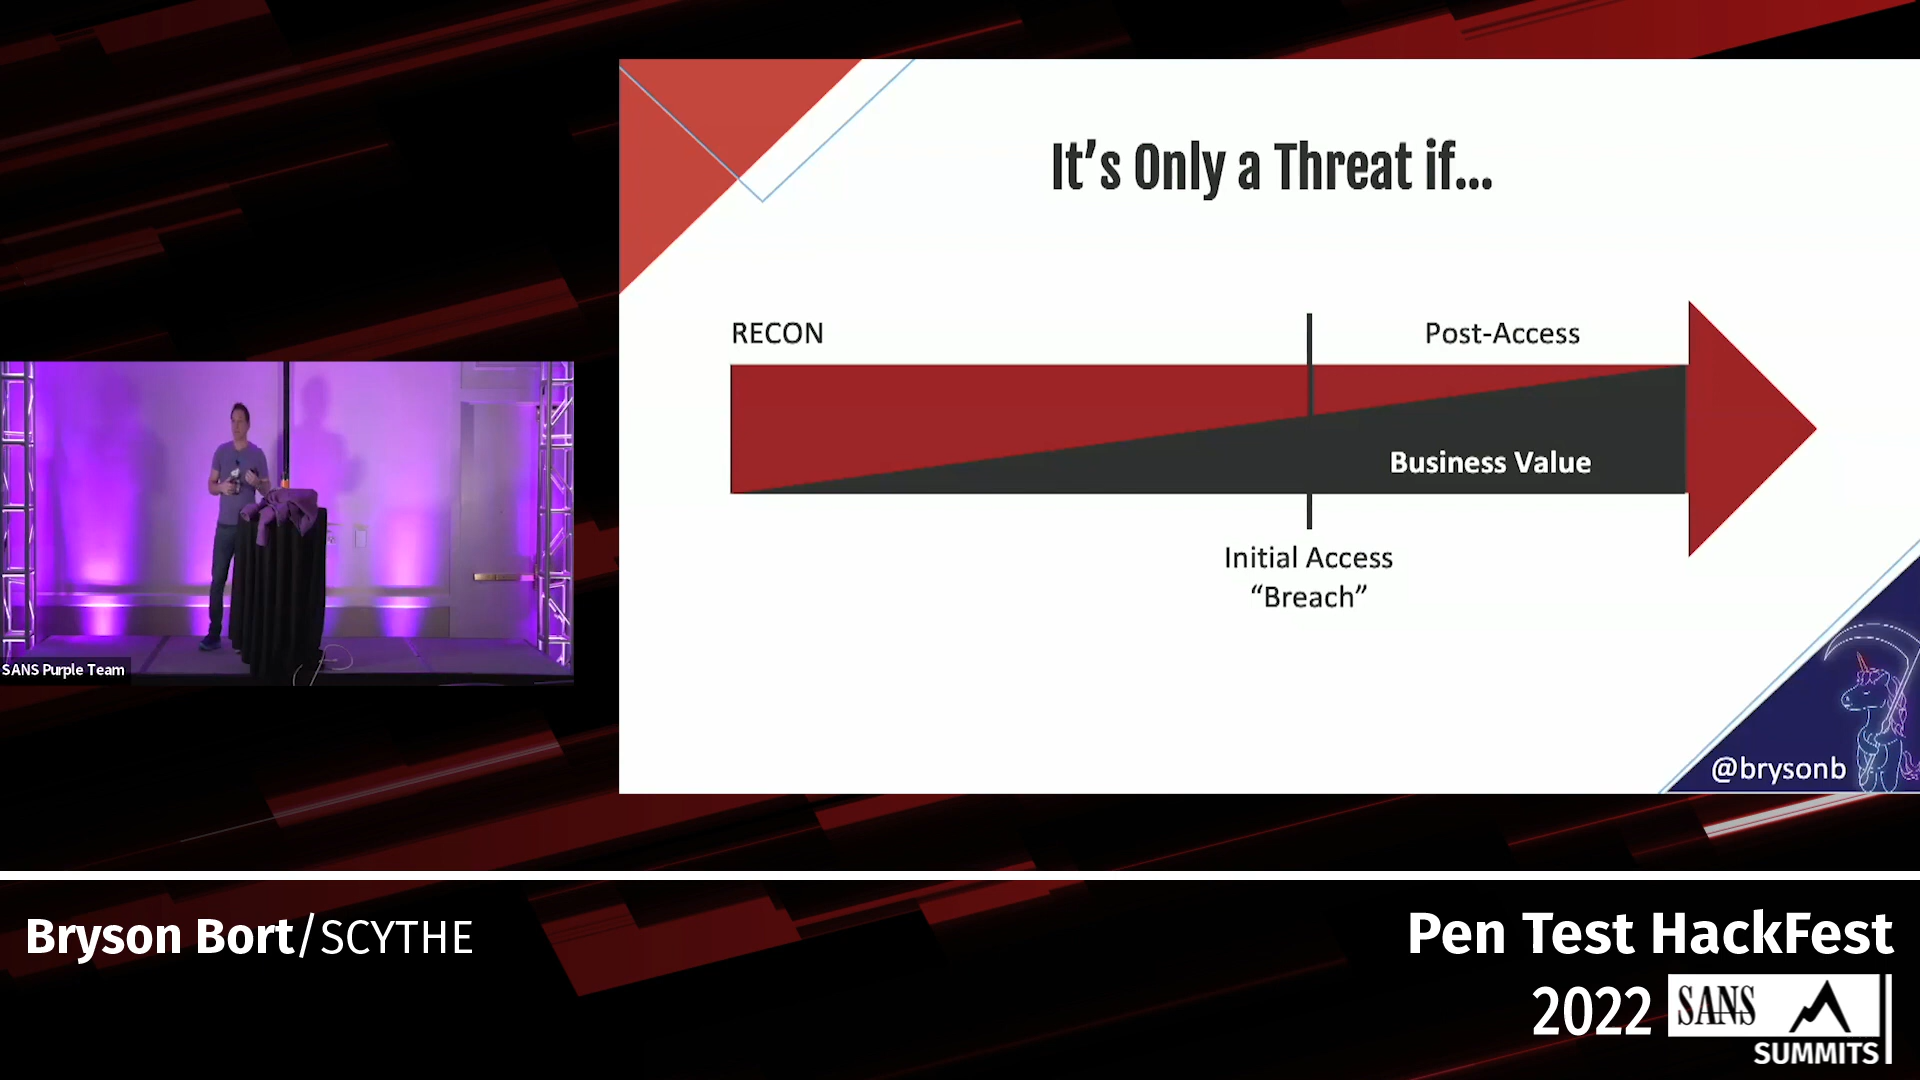 It's Only a Threat if...
RECON
Post-Access
Business Value
Initial Access
“Breach”
@brysonb
SANS Purple Team
Bryson Bort/SCYTHE
Pen Test HackFest
2022
SANS
SUMMITS